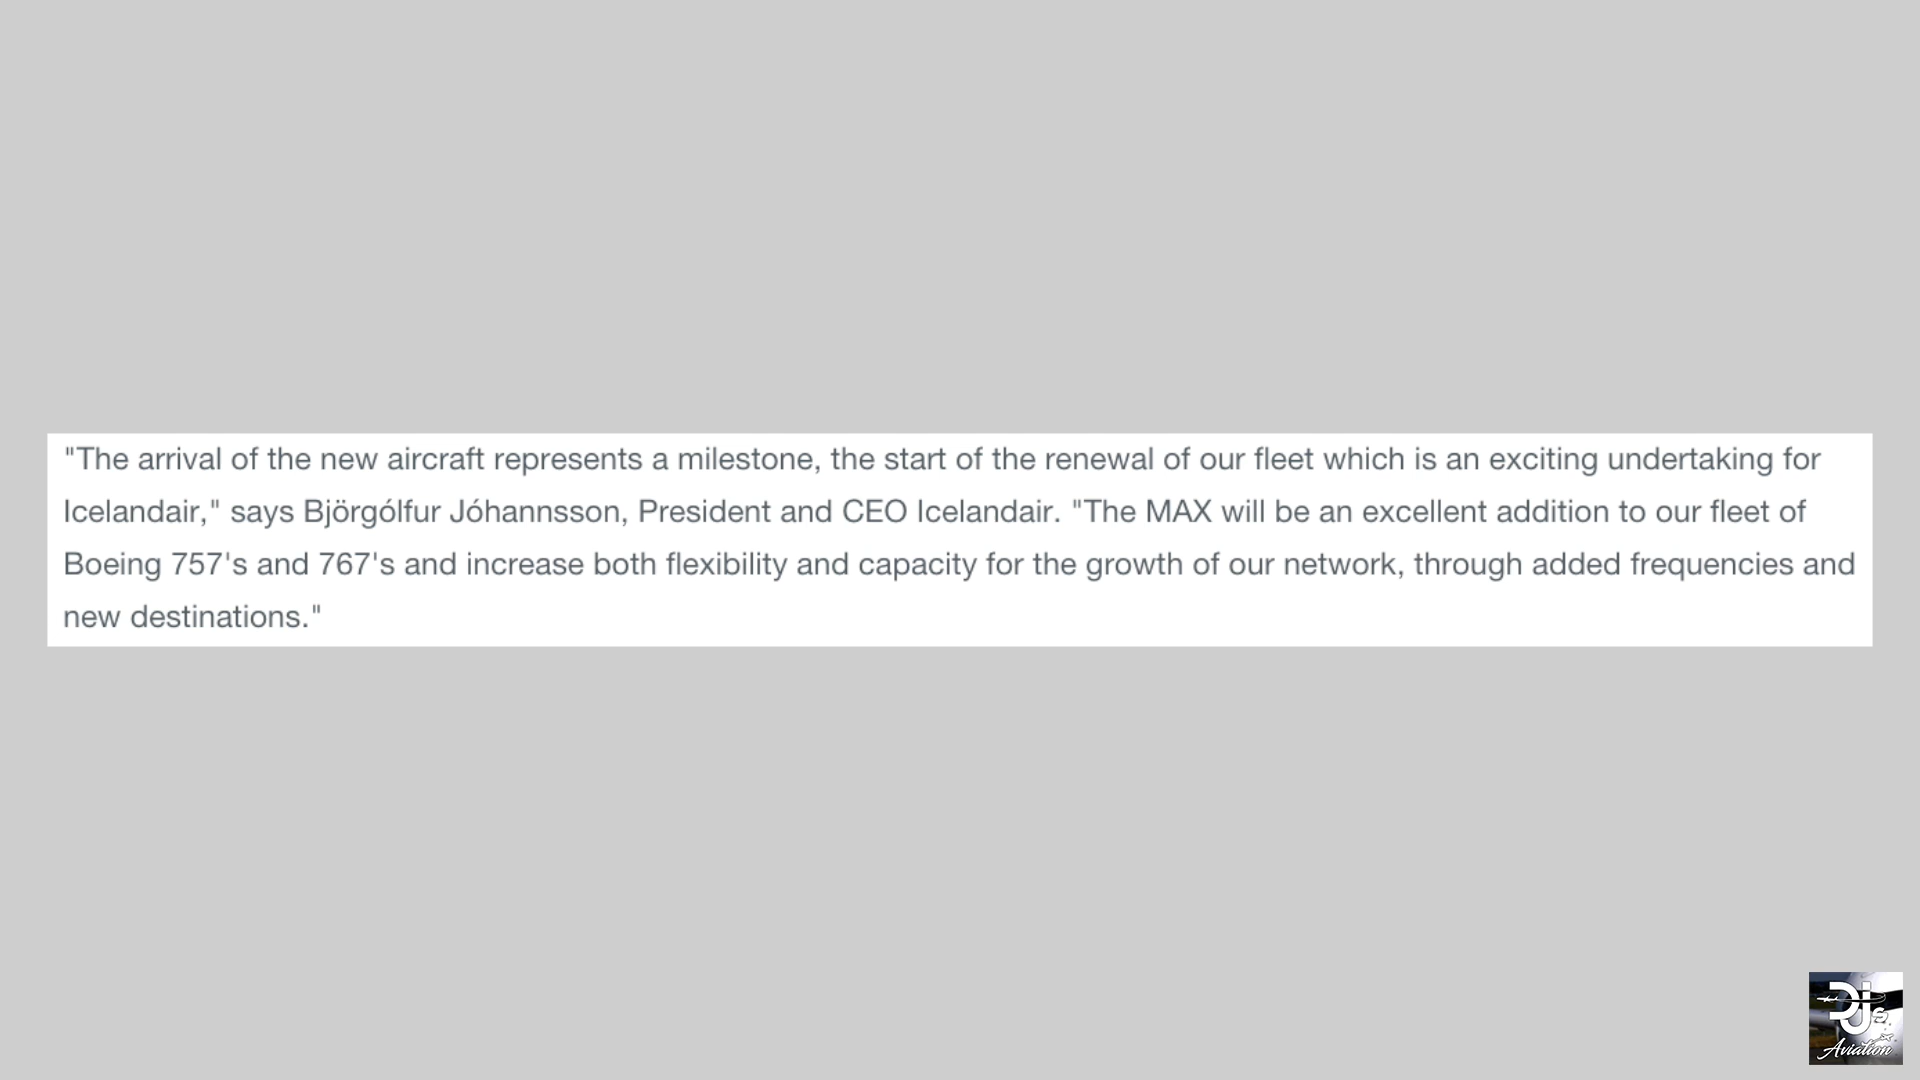 "The arrival of the new aircraft represents a milestone, the start of the renewal of our fleet which is an exciting undertaking for
Icelandair," says Björgólfur Jóhannsson, President and CEO Icelandair. "The MAX will be an excellent addition to our fleet of
Boeing 757's and 767's and increase both flexibility and capacity for the growth of our network, through added frequencies and
new destinations."
DJs
Aviation